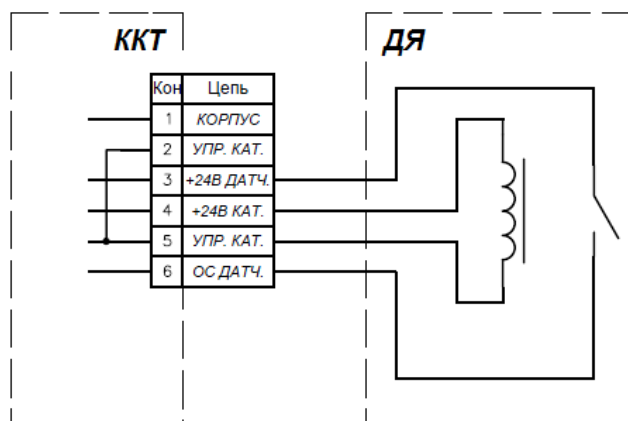 ККТ
ДЯ
Кон Цепь
1 КОРПУС
2 УПР. КАТ.
3 +24В ДАТЧ.
4 +24В КАТ.
5 УПР. КАТ.
6 ОС ДАТЧ.